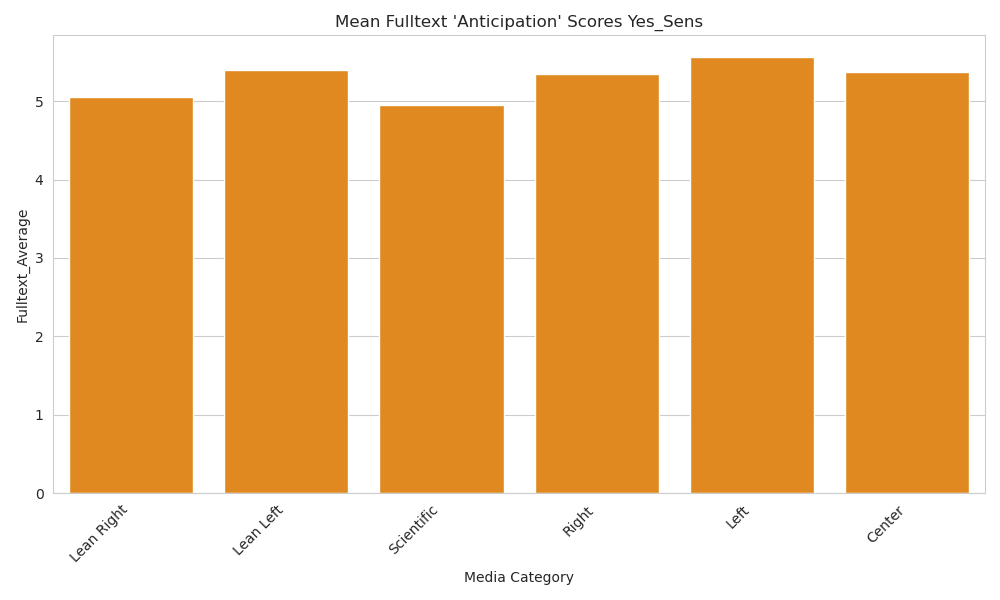 Mean Fulltext 'Anticipation' Scores Yes_Sens
Fulltext_Average
5
4
3
2
1
0
Lean Right
Lean Left
Scientific
Right
Left
Center
Media Category